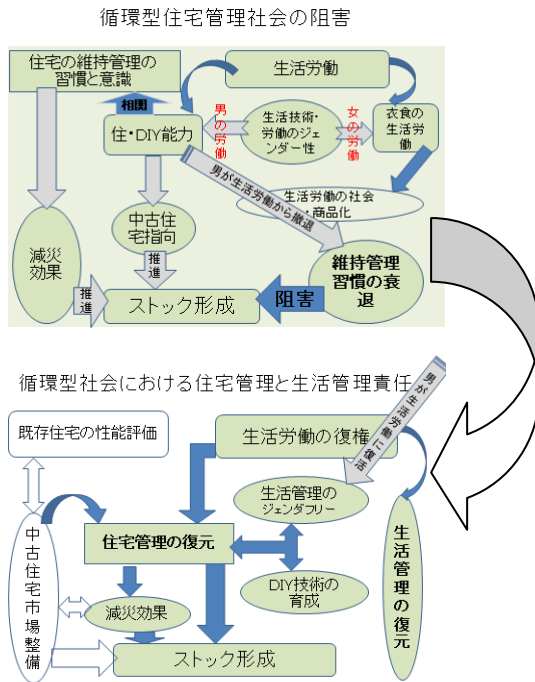 循環型住宅管理社会の阻害
住宅の維持管理の
習慣と意識
生活労働
相関
男の労働
生活技術・
労働のジェン
ダー性
女の労働
衣食の
生活労
働
住・DIY能力
男が生活労働から撤退
生活労働の社会
・商品化
中古住
宅指向
減災
効果
推進
維持管理
習慣の衰
退
推進
ストック形成
阻害
循環型社会における住宅管理と生活管理責任
男が生活労働に復活
既存住宅の性能評価
生活労働の復権
生活管理の
ジェンダフリー
中古住宅市場整備
住宅管理の復元
生活管理の復元
DIY技術の
育成
減災効果
ストック形成